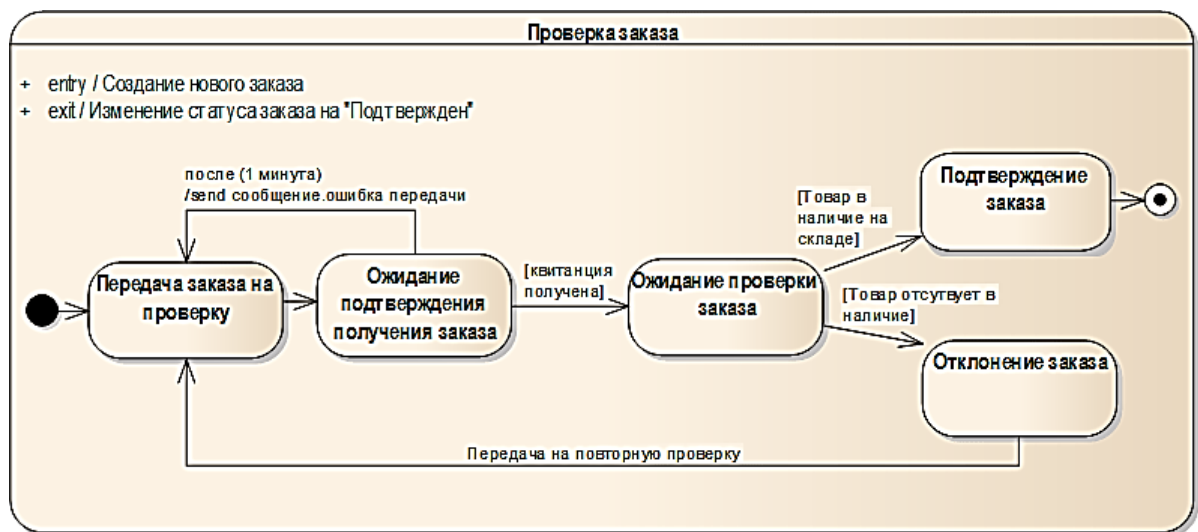 Проверка заказа
+ entry / Создание нового заказа
+ exit / Изменение статуса заказа на "Подтвержден"
после (1 минута)
/send сообщение.ошибка передачи
Передача заказа на
проверку
Ожидание
подтверждения
получения заказа
[квитанция
получена]
Ожидание проверки
заказа
[Товар в
наличие на
складе]
Подтверждение
заказа
[Товар отсутвует в
наличие]
Отклонение заказа
Передача на повторную проверку